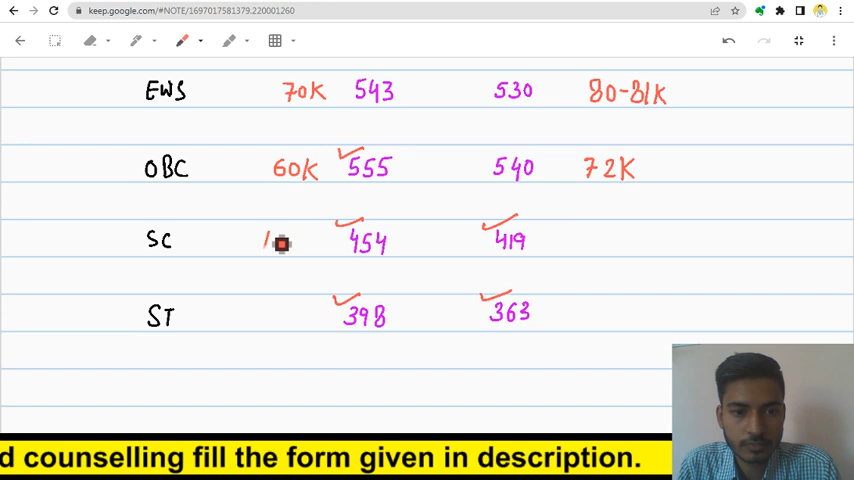 keep.google.com/#NOTE/1697017581379.220001260
EWS 70K 543 530 80-81K
OBC 60K 555 540 72K
SC 1 454 419
ST 398 363
d counselling fill the form given in description.